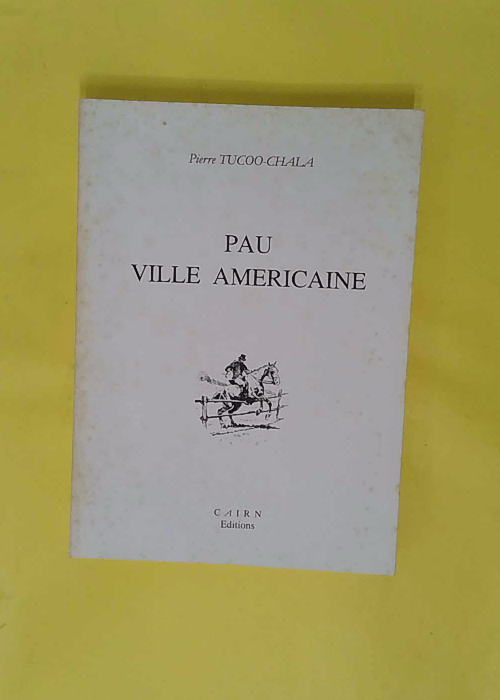 Pierre TUCOO-CHALA
PAU
VILLE AMERICAINE
CAIRN
Editions